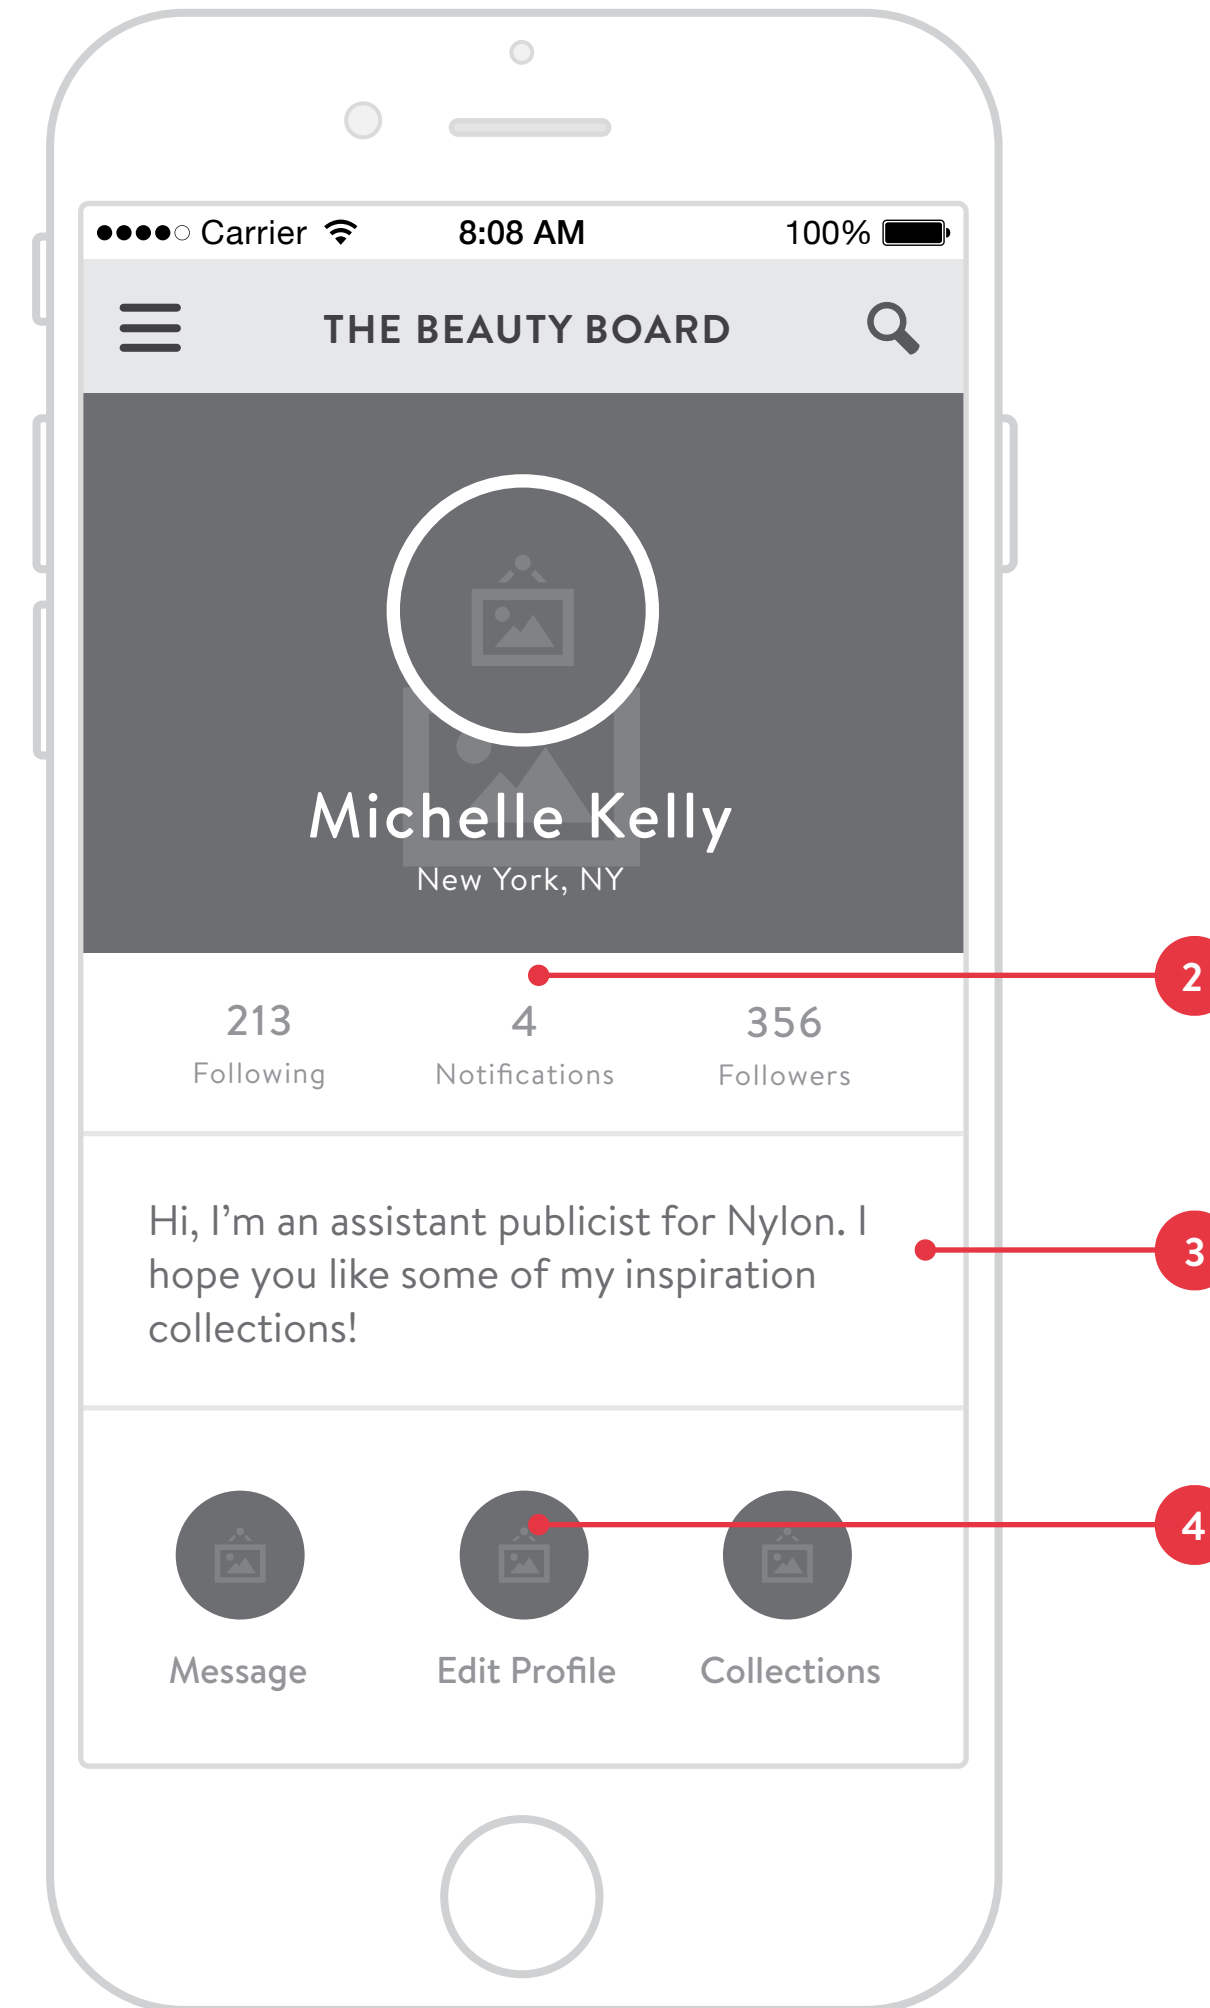 Carrier 8:08 AM 100%
THE BEAUTY BOARD
Michelle Kelly
New York, NY
2
213 4 356
Following Notifications Followers
Hi, I’m an assistant publicist for Nylon. I
3
hope you like some of my inspiration
collections!
4
Message Edit Profile Collections